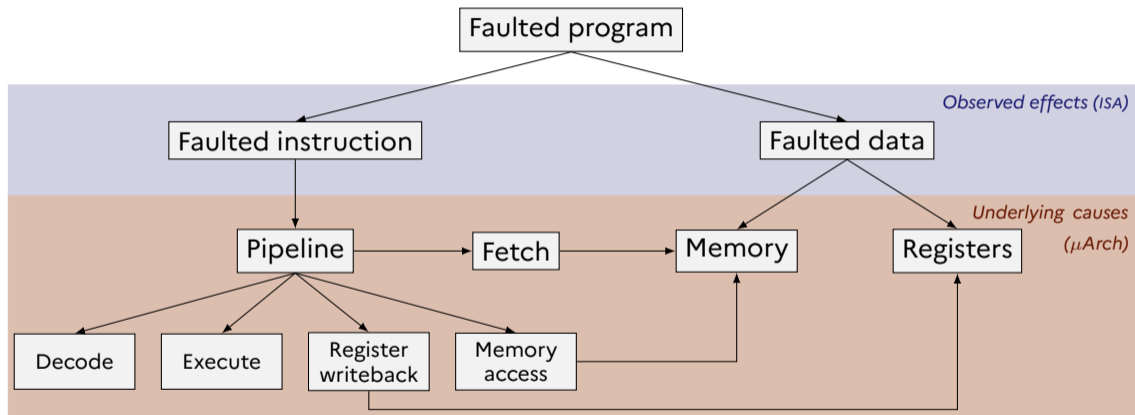 Faulted program
Observed effects (ISA)
Faulted instruction
Faulted data
Underlying causes
(μArch)
Pipeline
Fetch
Memory
Registers
Decode
Execute
Register
writeback
Memory
access